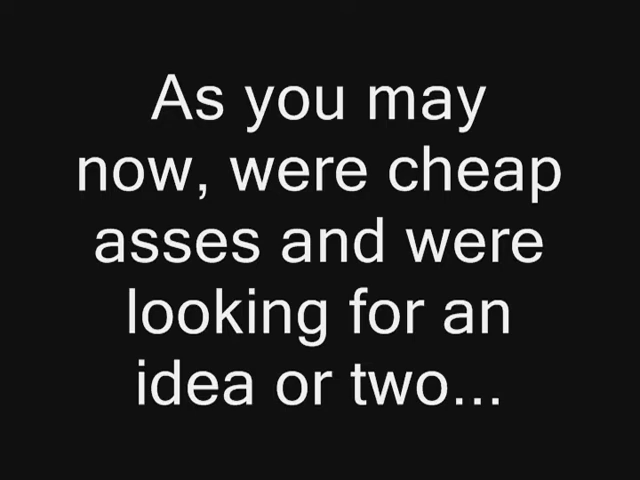 As you may
now, were cheap
asses and were
looking for an
idea or two...